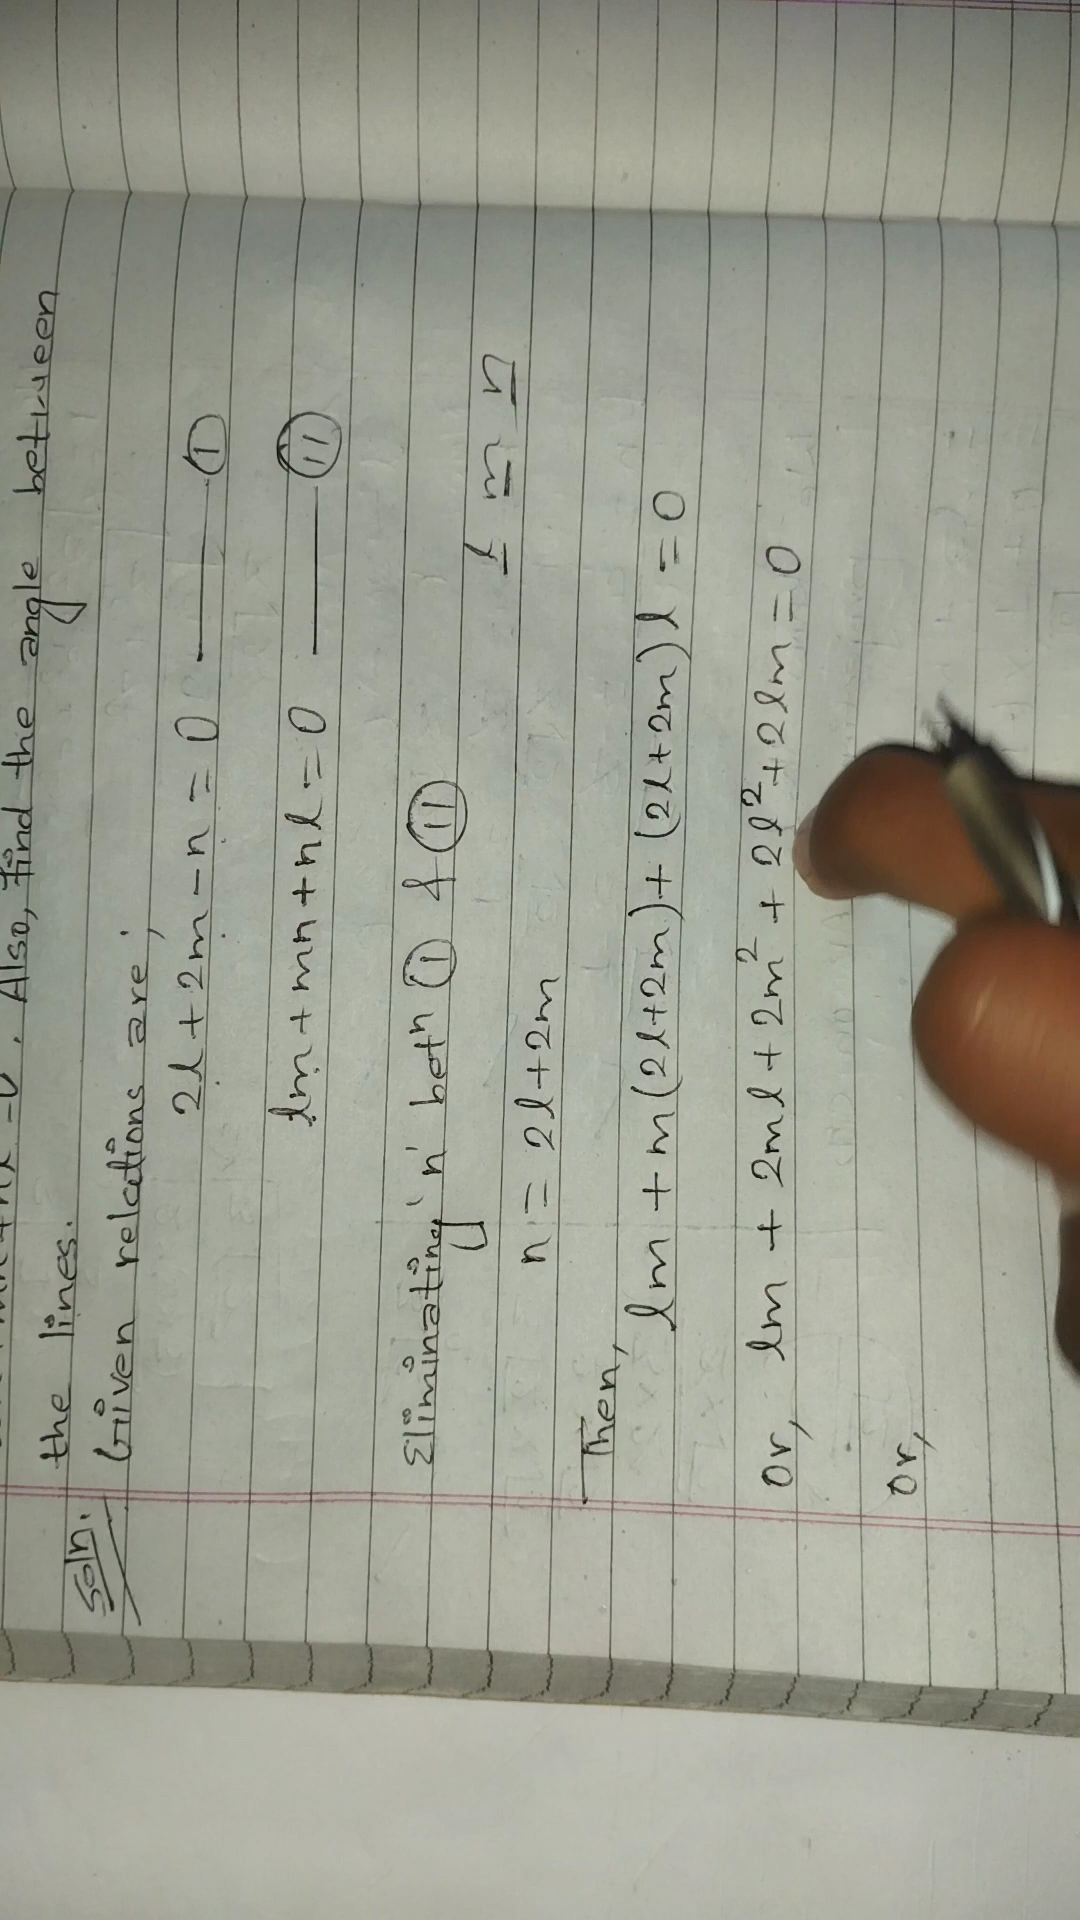 Also, find the angle between
the lines.
Soln. Given relations are,
2l + 2m - n = 0 ——— (i)
lm + mn + nl = 0 ——— (ii)
Eliminating 'n' betn (i) & (ii)
n = 2l + 2m
l m n
Then,
lm + m(2l+2m) + (2l+2m)l = 0
or, lm + 2ml + 2m² + 2l² + 2lm = 0
or,